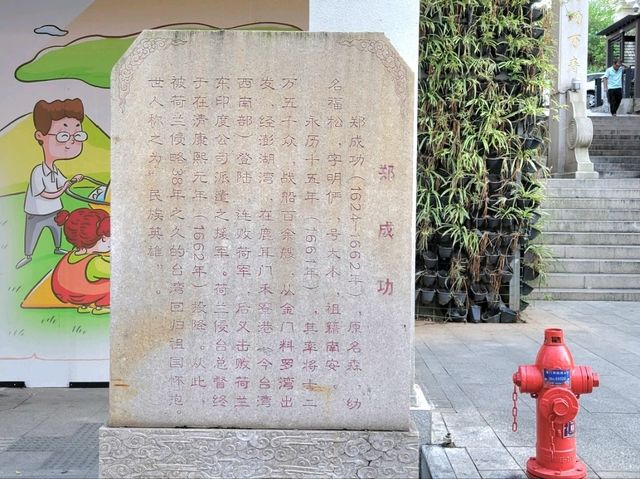 郑成功
郑成功(1624—1662年),原名森,幼
名福松,字明俨,号大木,祖籍南安。
永历十五年(1661年),其率将士二
万五千众、战船百余艘,从金门料罗湾出
发,经澎湖湾,在鹿耳门禾寮港(今台湾
西南部)登陆,连败荷军,后又击败荷兰
东印度公司派遣之援军。荷兰侵台总督终
于在清康熙元年(1662年)投降。从此,
被荷兰侵略38年之久的台湾回归祖国怀抱。
世人称之为“民族英雄”。